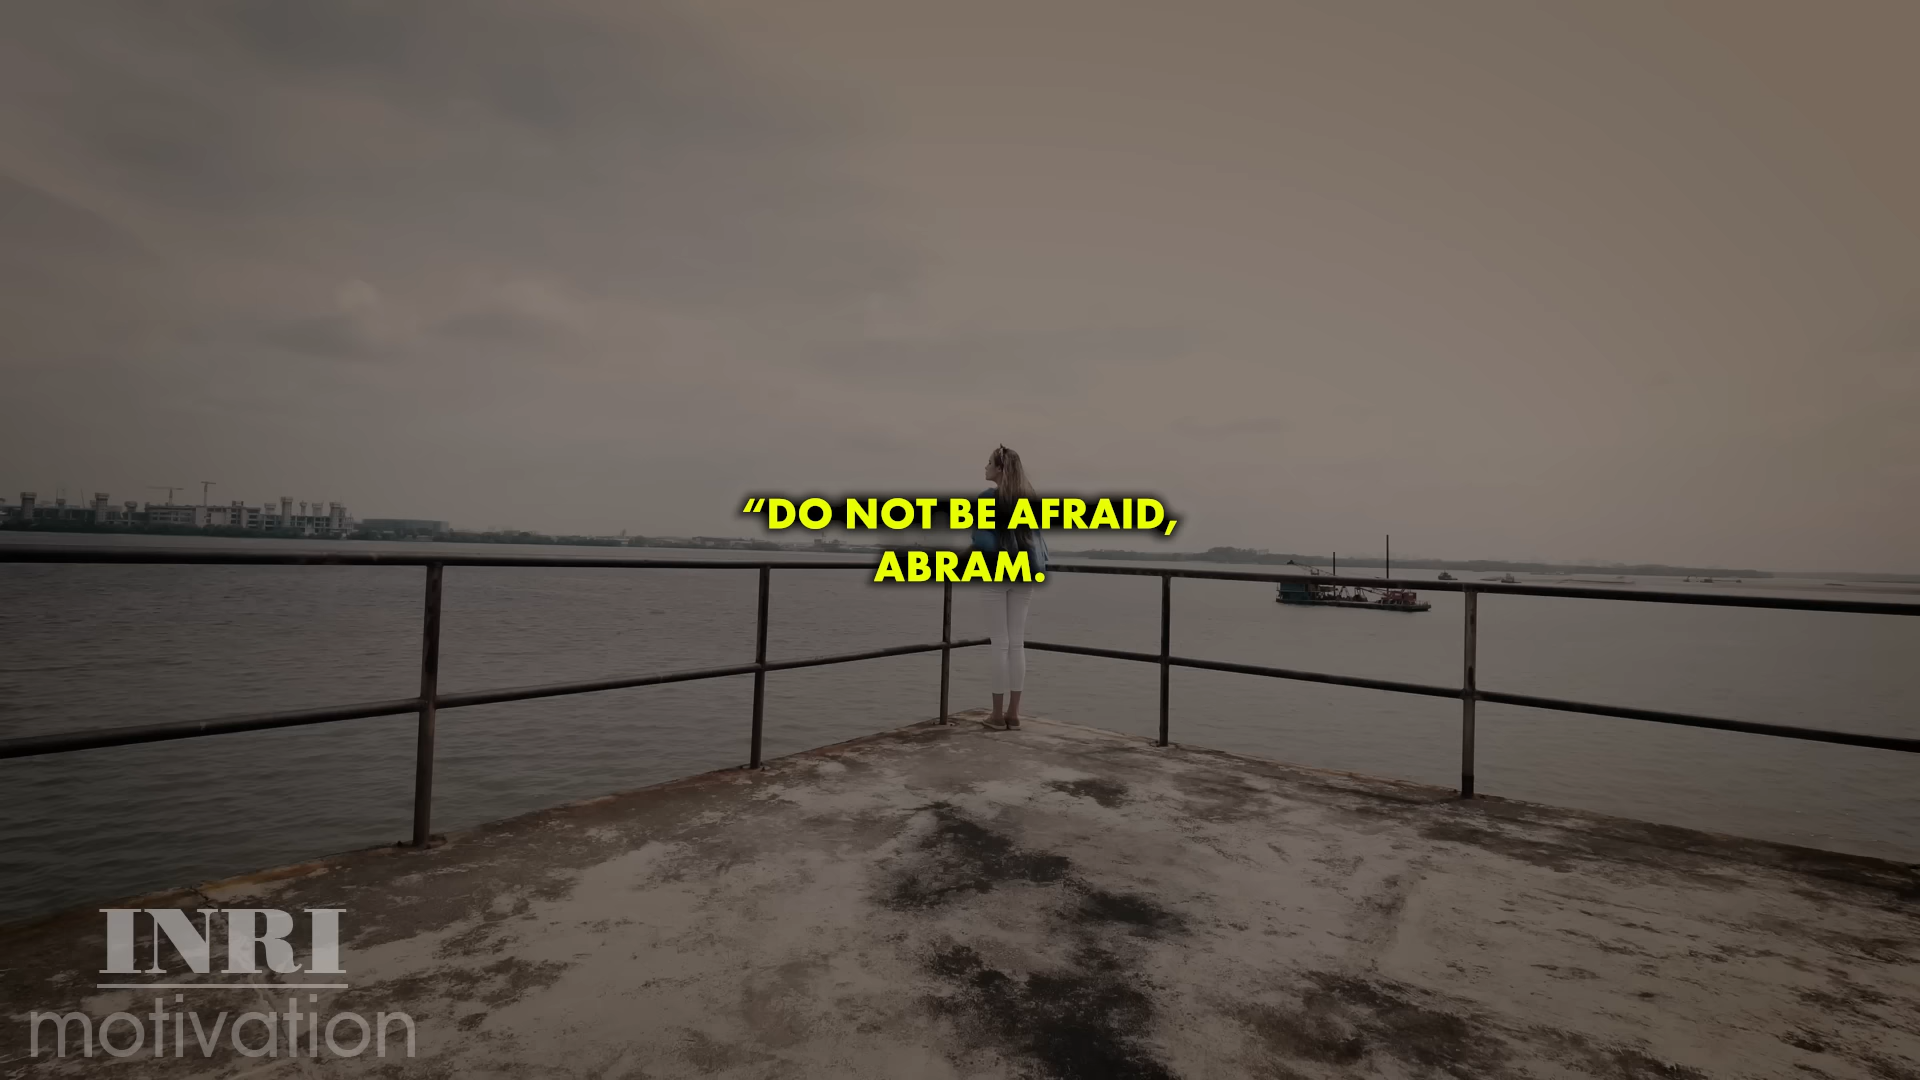 “DO NOT BE AFRAID,
ABRAM.
INRI
motivation